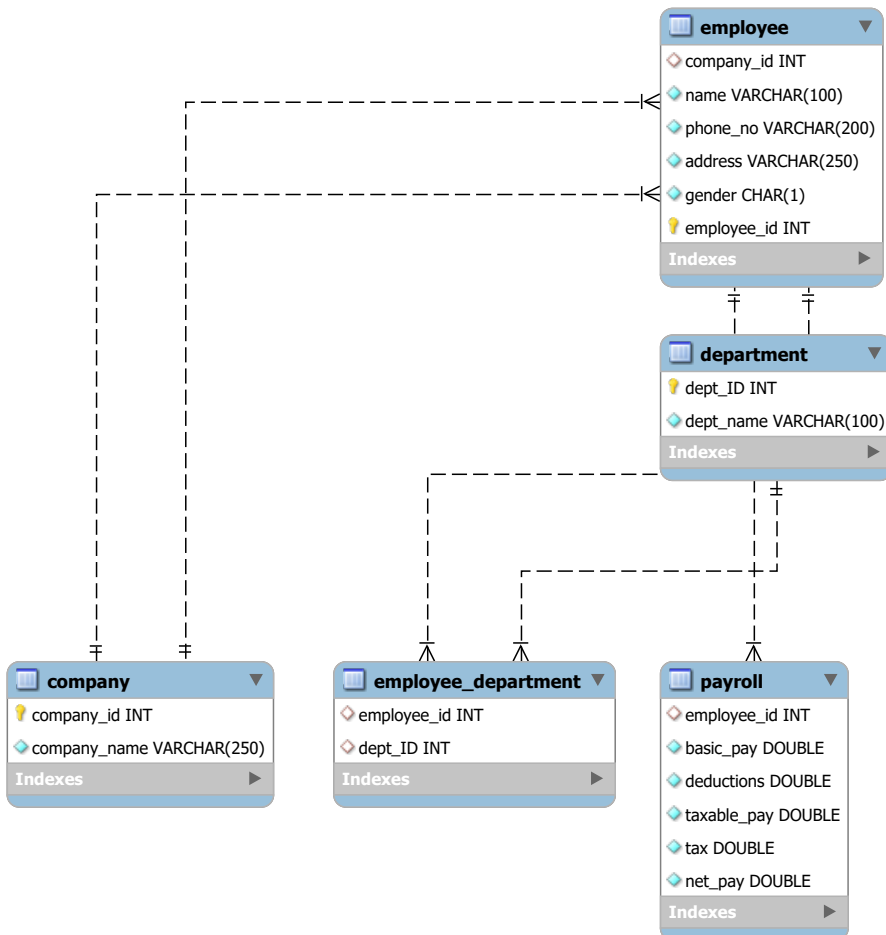 employee
company_id INT
name VARCHAR(100)
phone_no VARCHAR(200)
address VARCHAR(250)
gender CHAR(1)
employee_id INT
Indexes
department
dept_ID INT
dept_name VARCHAR(100)
Indexes
company
company_id INT
company_name VARCHAR(250)
Indexes
employee_department
employee_id INT
dept_ID INT
Indexes
payroll
employee_id INT
basic_pay DOUBLE
deductions DOUBLE
taxable_pay DOUBLE
tax DOUBLE
net_pay DOUBLE
Indexes